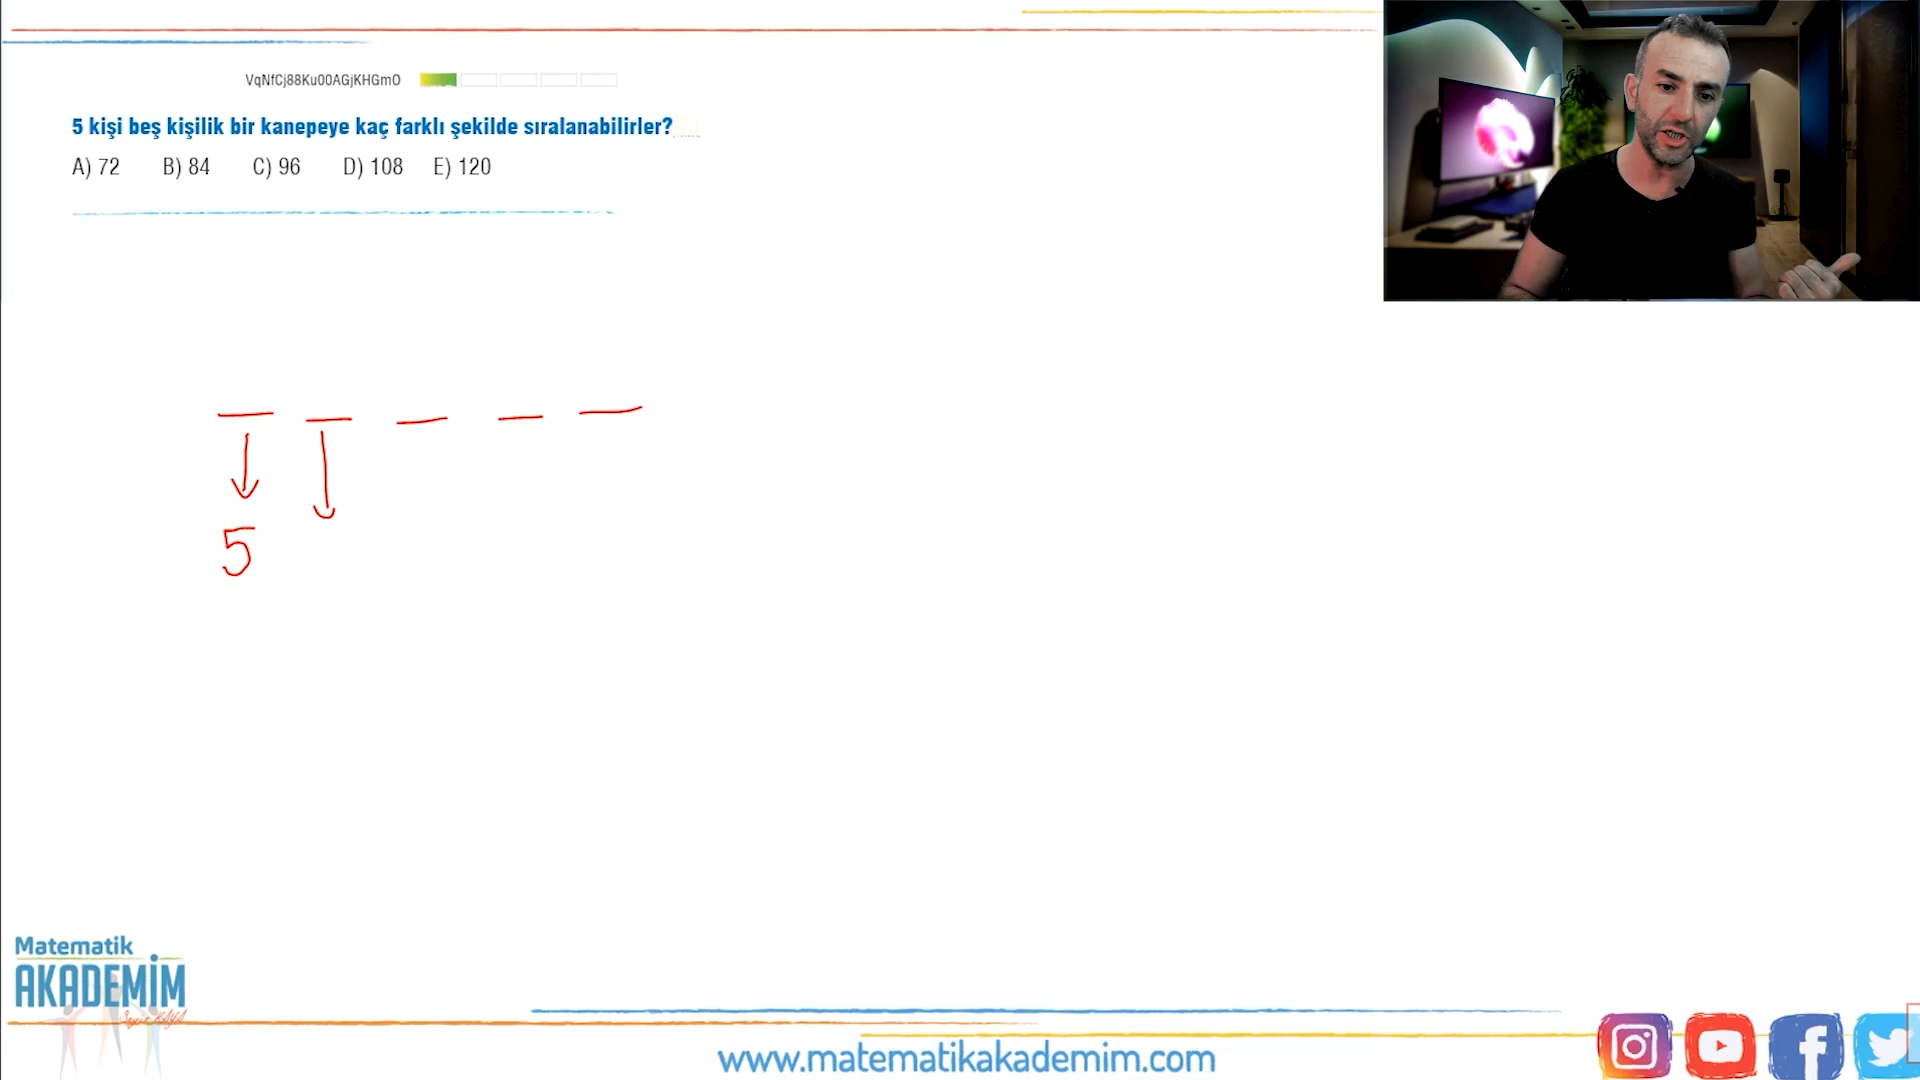 VqNfCj88Ku00AGjKHGmO
5 kişi beş kişilik bir kanepeye kaç farklı şekilde sıralanabilirler?
A) 72 B) 84 C) 96 D) 108 E) 120
5
Matematik
AKADEMİM
www.matematikakademim.com